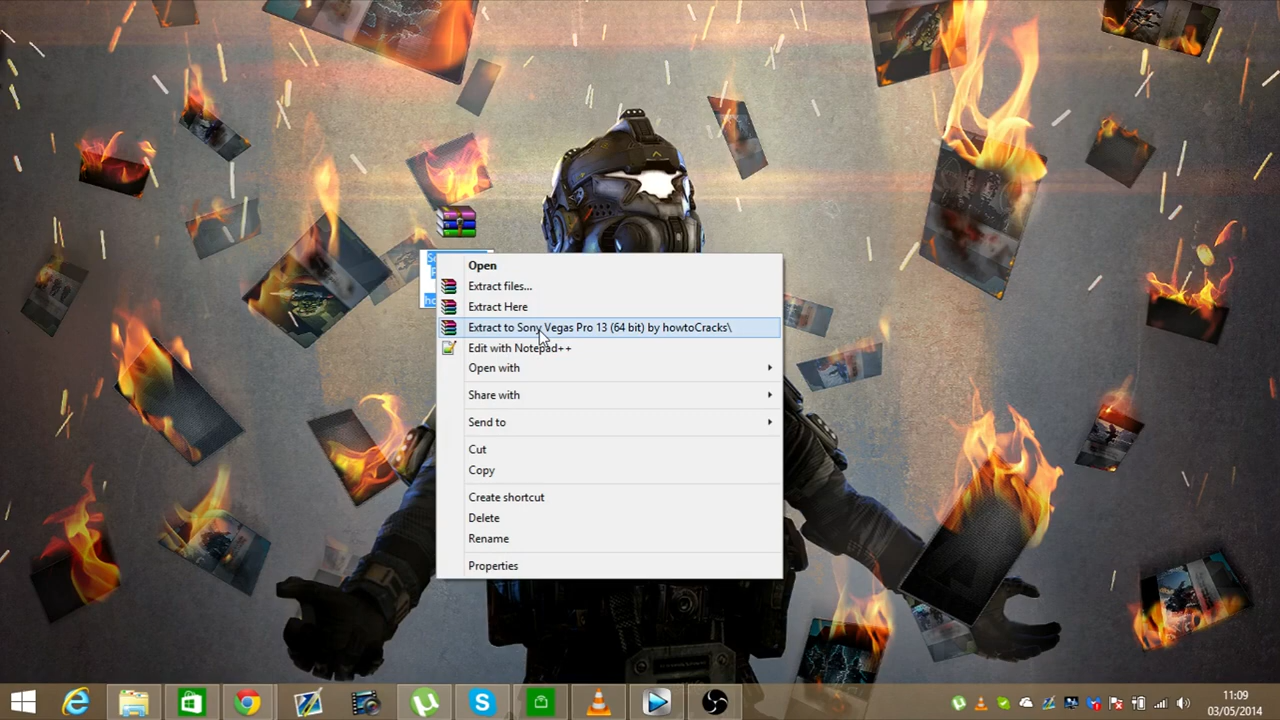 Open
Extract files...
Extract Here
Extract to Sony Vegas Pro 13 (64 bit) by howtoCracks\
Edit with Notepad++
Open with
Share with
Send to
Cut
Copy
Create shortcut
Delete
Rename
Properties
11:09
03/05/2014